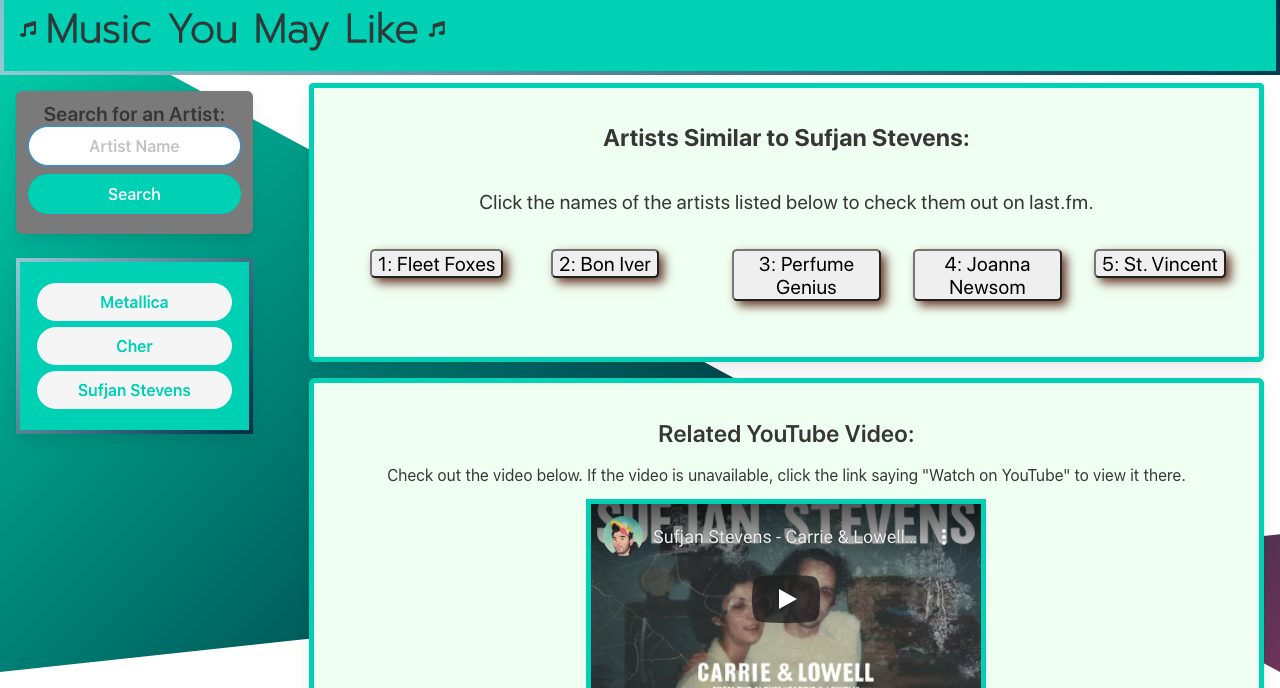 ♫ Music You May Like ♫
Search for an Artist:
Artist Name
Search
Metallica
Cher
Sufjan Stevens
Artists Similar to Sufjan Stevens:
Click the names of the artists listed below to check them out on last.fm.
1: Fleet Foxes
2: Bon Iver
3: Perfume
Genius
4: Joanna
Newsom
5: St. Vincent
Related YouTube Video:
Check out the video below. If the video is unavailable, click the link saying "Watch on YouTube" to view it there.
SUFJAN STEVENS
Sufjan Stevens - Carrie & Lowell...
CARRIE & LOWELL